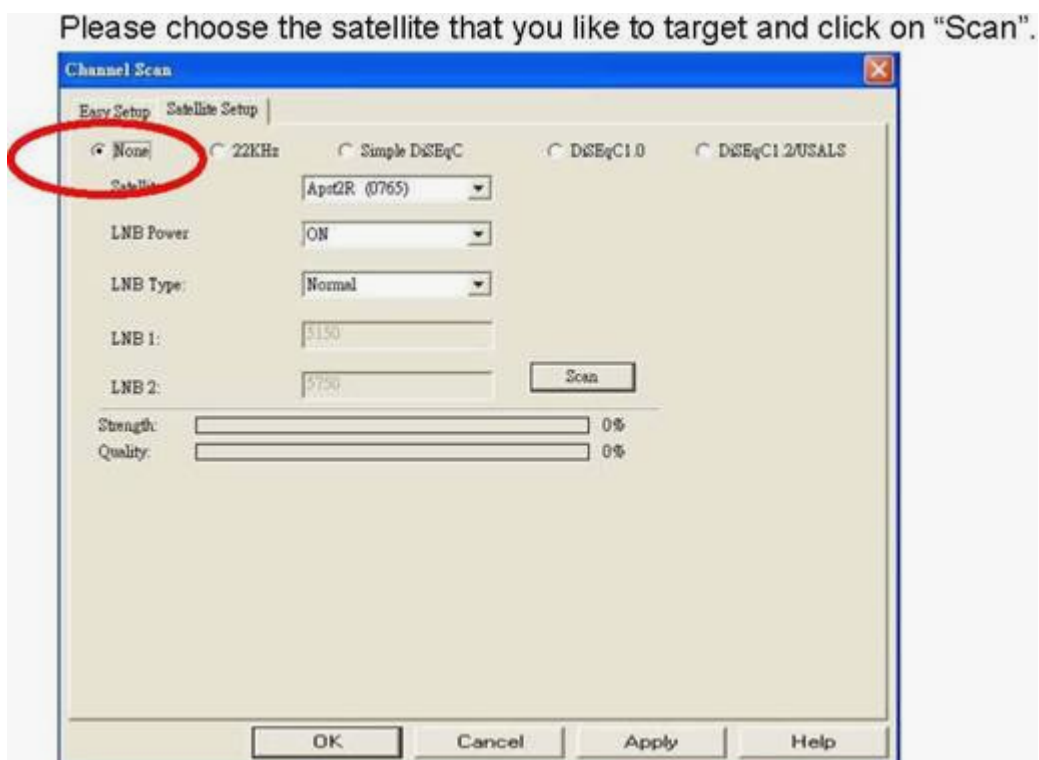 Please choose the satellite that you like to target and click on “Scan”.
Channel Scan
Easy Setup Satellite Setup
None 22KHz Simple DiSEqC DiSEqC1.0 DiSEqC1.2/USALS
Satellite Apst2R (0765)
LNB Power ON
LNB Type: Normal
LNB 1: 5150
LNB 2: 5750 Scan
Strength: 0%
Quality: 0%
OK Cancel Apply Help